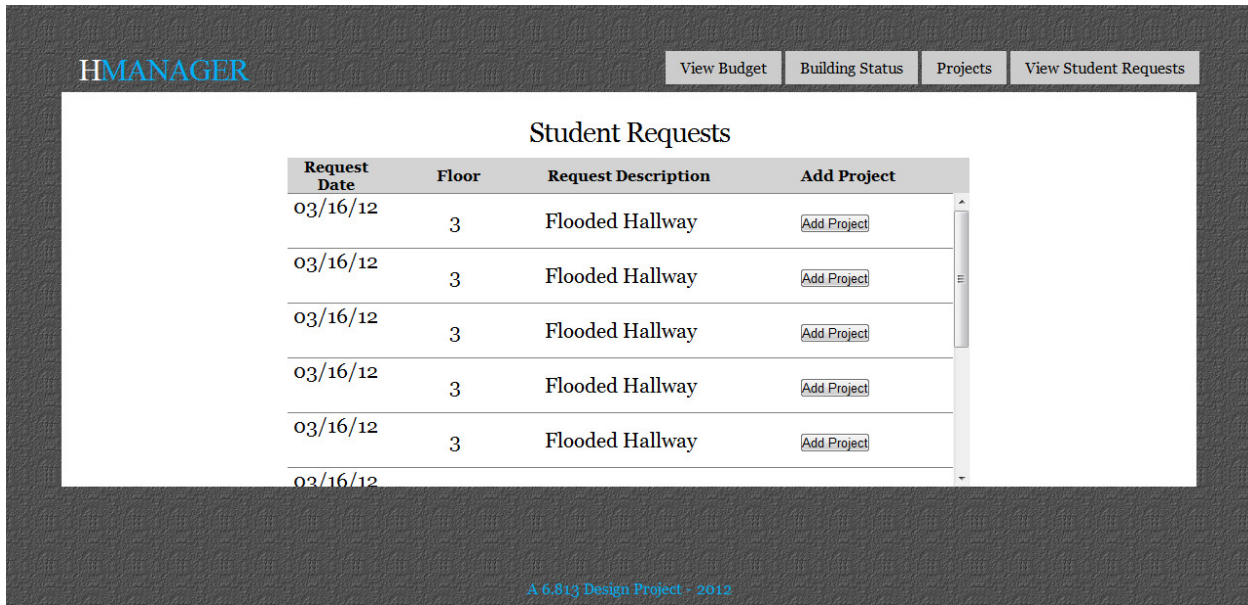 HMANAGER
View Budget Building Status Projects View Student Requests
Student Requests
Request Date Floor Request Description Add Project
03/16/12 3 Flooded Hallway Add Project
03/16/12 3 Flooded Hallway Add Project
03/16/12 3 Flooded Hallway Add Project
03/16/12 3 Flooded Hallway Add Project
03/16/12 3 Flooded Hallway Add Project
03/16/12
A 6.813 Design Project - 2012